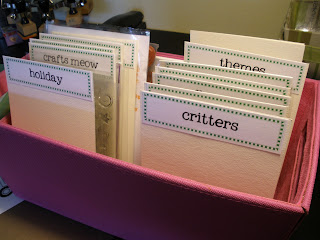 crafts meow
holiday
themes
critters